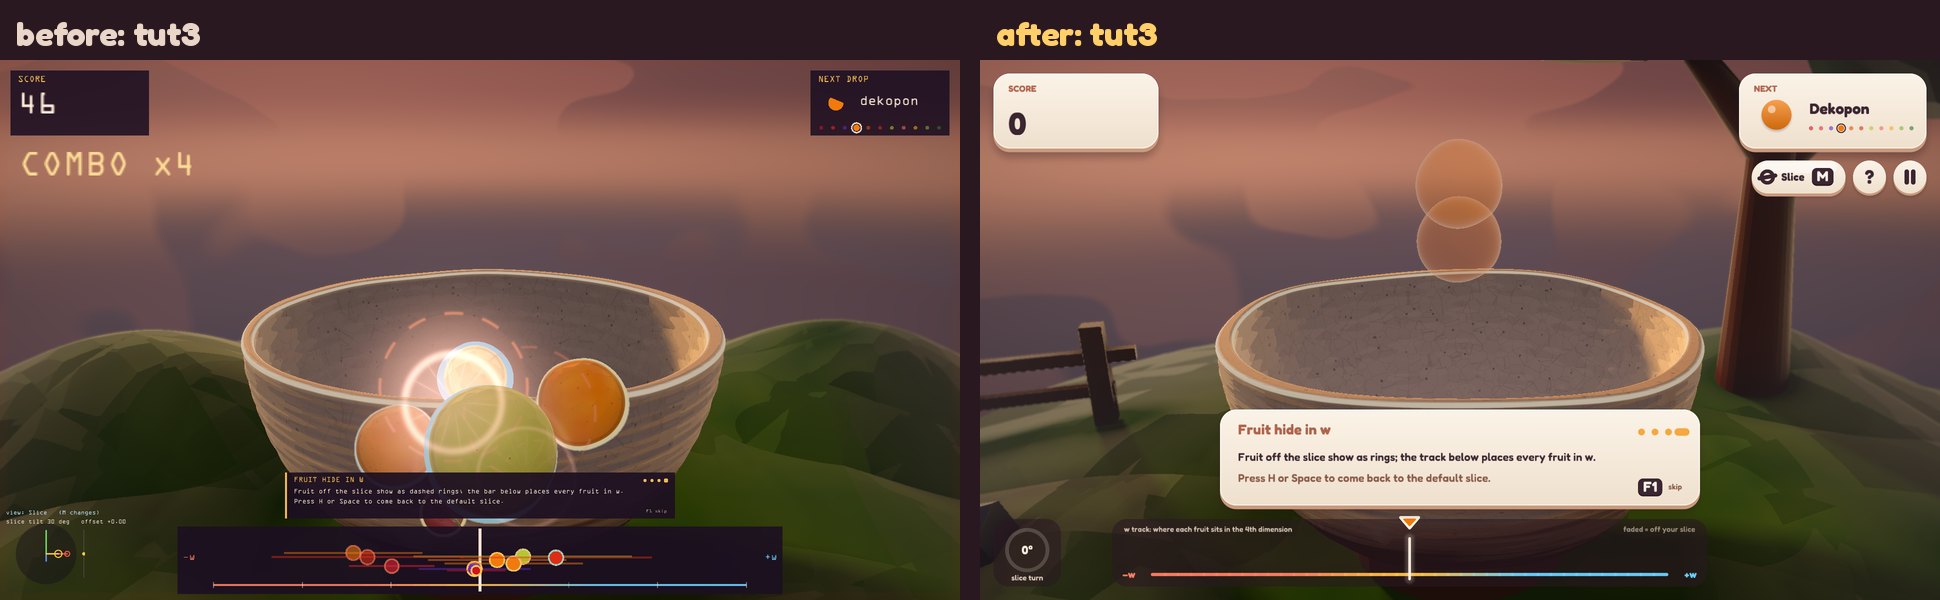 before: tut3
SCORE
46
COMBO x4
NEXT DROP
dekopon
FRUIT HIDE IN W
Fruit off the slice show as dashed rings; the bar below places every fruit in w.
Press H or Space to come back to the default slice.
F1 skip
view: Slice (M changes)
slice tilt 30 deg offset +0.00
-w
+w
after: tut3
SCORE
0
NEXT
Dekopon
Slice M
?
Fruit hide in w
Fruit off the slice show as rings; the track below places every fruit in w.
Press H or Space to come back to the default slice.
F1 skip
0°
slice turn
w track: where each fruit sits in the 4th dimension
faded = off your slice
-w
+w